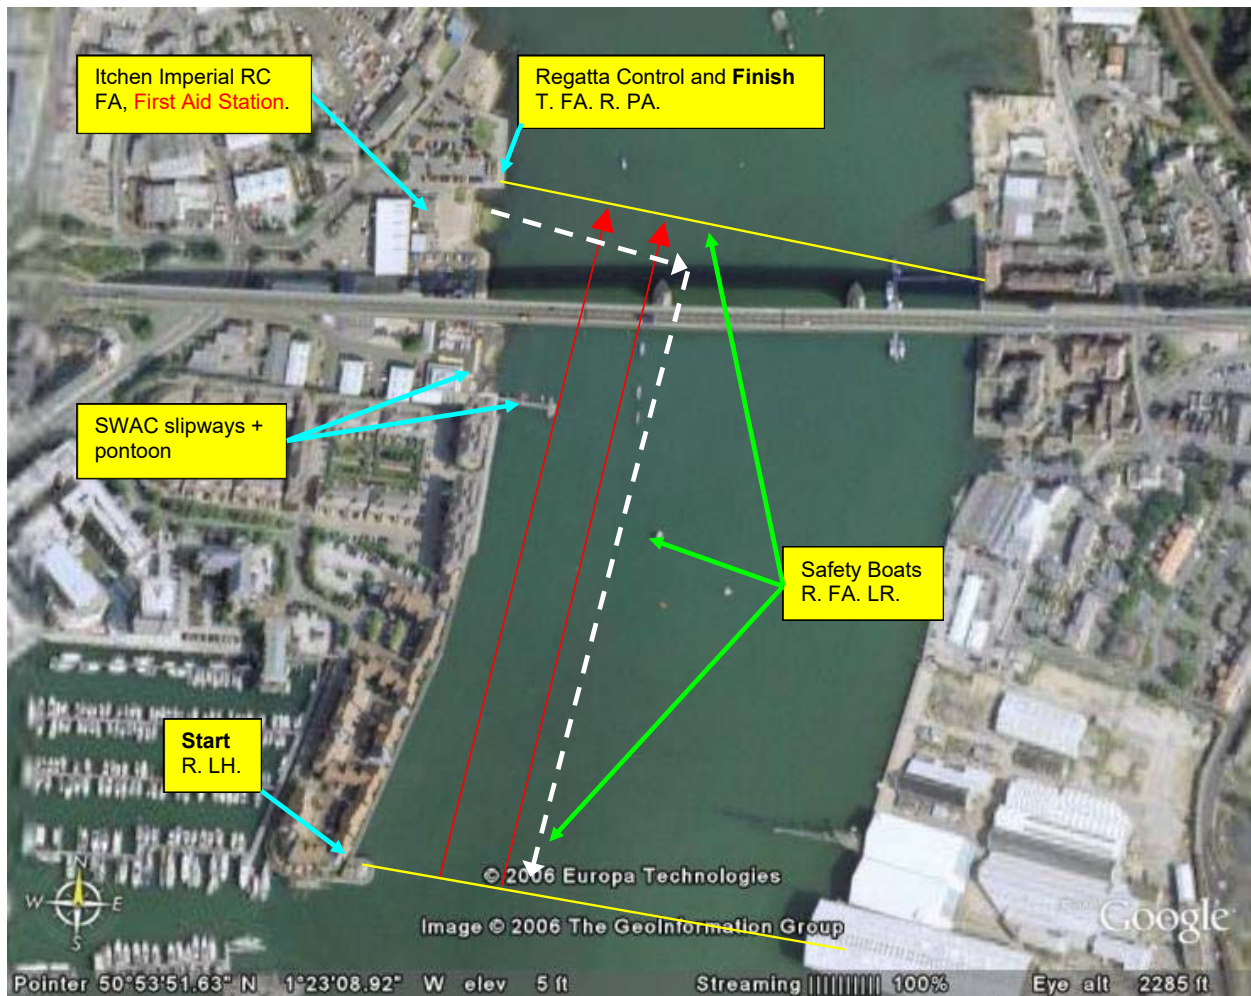 Itchen Imperial RC
FA, First Aid Station.
Regatta Control and Finish
T. FA. R. PA.
SWAC slipways +
pontoon
Safety Boats
R. FA. LR.
Start
R. LH.
N
W E
S
© 2006 Europa Technologies
Image © 2006 The GeoInformation Group
Google
Pointer 50°53'51.63" N 1°23'08.92" W elev 5 ft Streaming |||||||||| 100% Eye alt 2285 ft